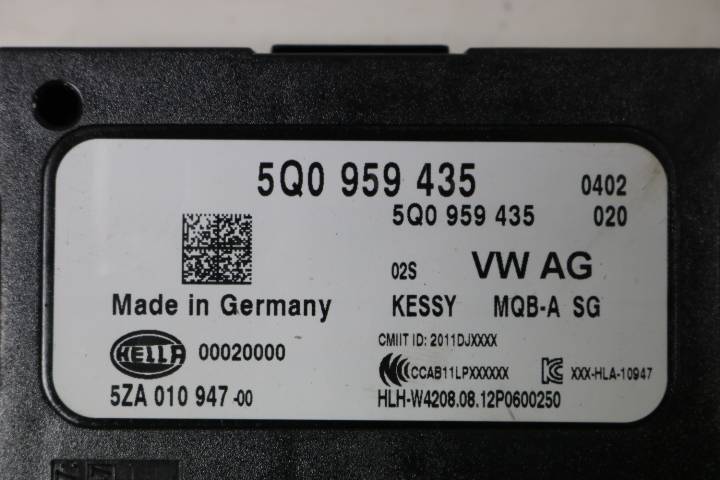 5Q0 959 435 0402
5Q0 959 435 020
02S VW AG
Made in Germany KESSY MQB-A SG
CMIIT ID: 2011DJXXXX
HELLA 00020000
CCAB11LPXXXXXX XXX-HLA-10947
5ZA 010 947-00 HLH-W4208.08.12P0600250